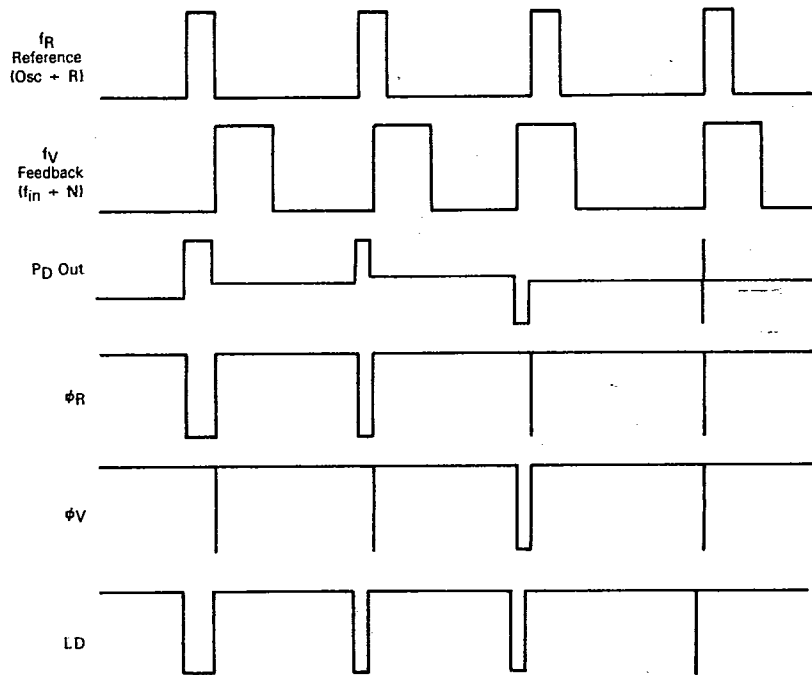 fR
Reference
(Osc ÷ R)
fV
Feedback
(fin ÷ N)
PD Out
ϕR
ϕV
LD